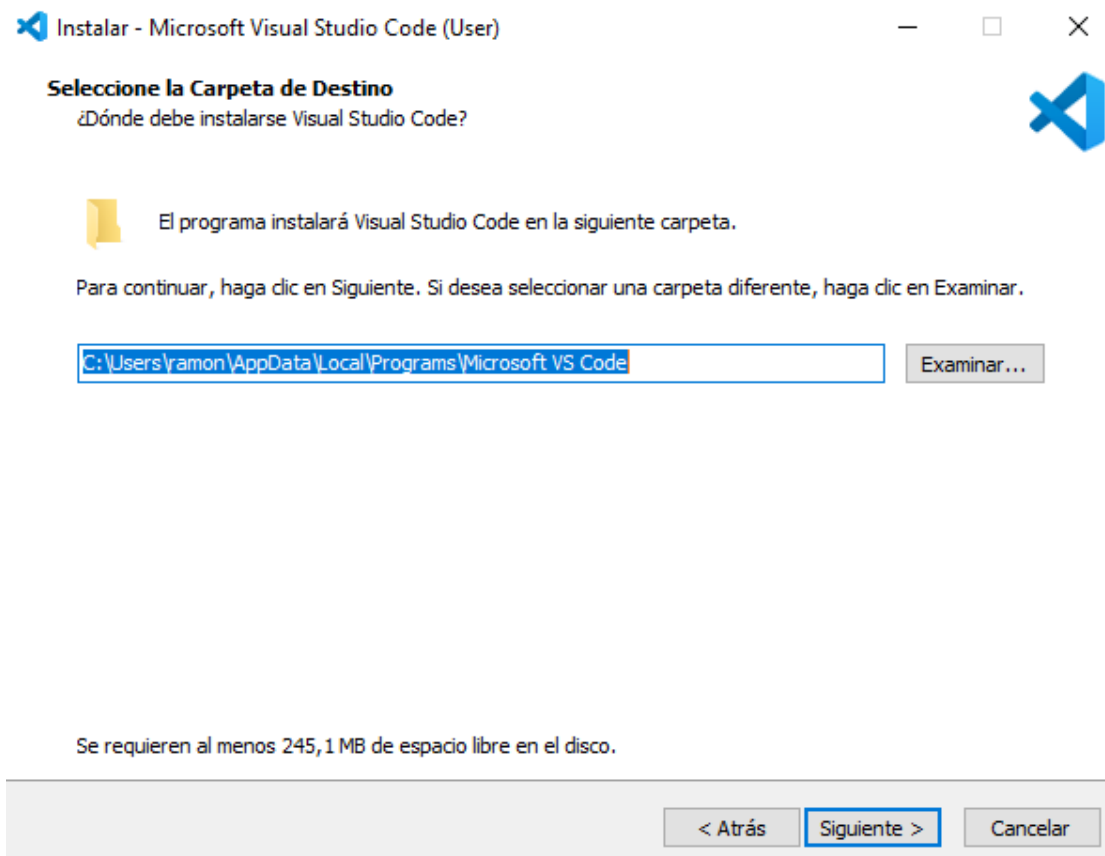 Instalar - Microsoft Visual Studio Code (User)
Seleccione la Carpeta de Destino
¿Dónde debe instalarse Visual Studio Code?
El programa instalará Visual Studio Code en la siguiente carpeta.
Para continuar, haga clic en Siguiente. Si desea seleccionar una carpeta diferente, haga clic en Examinar.
C:\Users\ramon\AppData\Local\Programs\Microsoft VS Code
Examinar...
Se requieren al menos 245,1 MB de espacio libre en el disco.
< Atrás
Siguiente >
Cancelar